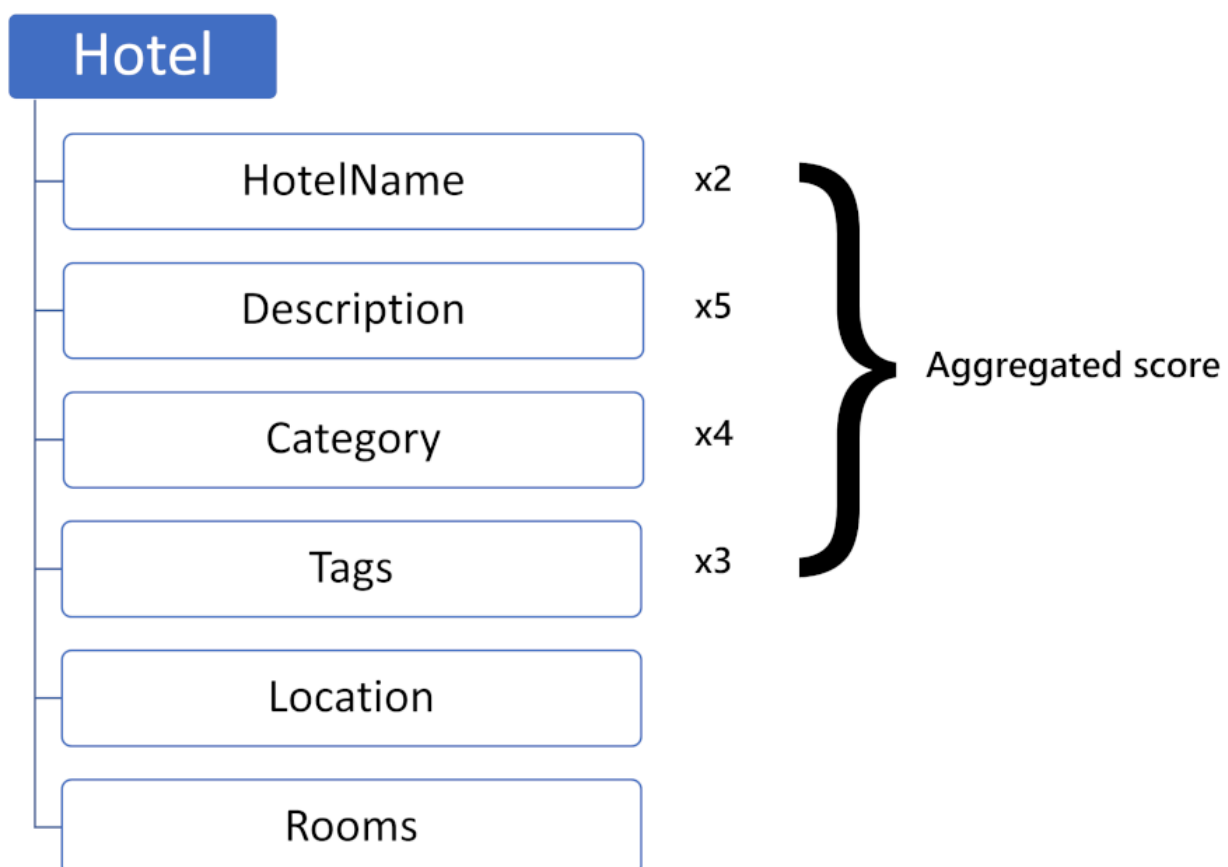 Hotel
HotelName x2
Description x5
Category x4
Tags x3
Aggregated score
Location
Rooms